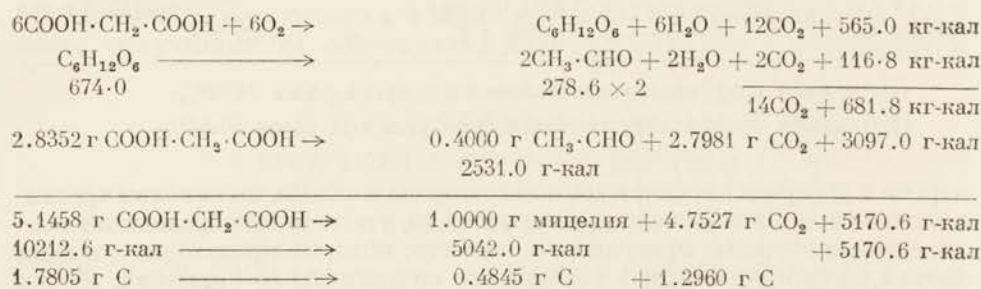 6COOH·CH₂·COOH + 6O₂ → C₆H₁₂O₆ + 6H₂O + 12CO₂ + 565.0 кг-кал
C₆H₁₂O₆ ⟶ 2CH₃·CHO + 2H₂O + 2CO₂ + 116·8 кг-кал
674·0 278.6 × 2
14CO₂ + 681.8 кг-кал
2.8352 г COOH·CH₂·COOH → 0.4000 г CH₃·CHO + 2.7981 г CO₂ + 3097.0 г-кал
2531.0 г-кал
5.1458 г COOH·CH₂·COOH → 1.0000 г мицелия + 4.7527 г CO₂ + 5170.6 г-кал
10212.6 г-кал ⟶ 5042.0 г-кал + 5170.6 г-кал
1.7805 г C ⟶ 0.4845 г C + 1.2960 г C